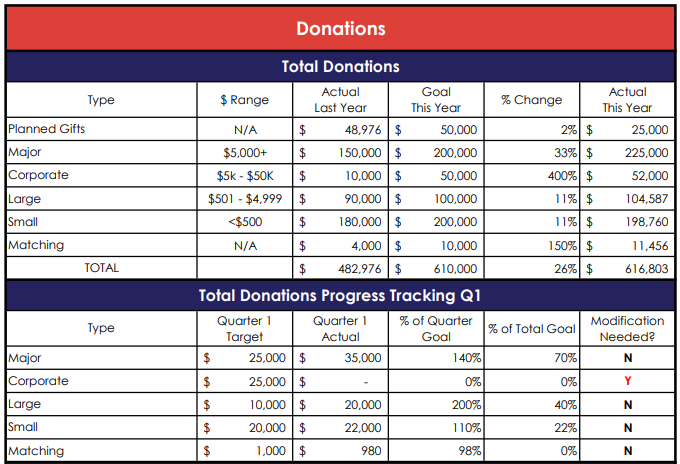 Donations
Total Donations
Type $ Range Actual Last Year Goal This Year % Change Actual This Year
Planned Gifts N/A $ 48,976 $ 50,000 2% $ 25,000
Major $5,000+ $ 150,000 $ 200,000 33% $ 225,000
Corporate $5k - $50K $ 10,000 $ 50,000 400% $ 52,000
Large $501 - $4,999 $ 90,000 $ 100,000 11% $ 104,587
Small <$500 $ 180,000 $ 200,000 11% $ 198,760
Matching N/A $ 4,000 $ 10,000 150% $ 11,456
TOTAL $ 482,976 $ 610,000 26% $ 616,803
Total Donations Progress Tracking Q1
Type Quarter 1 Target Quarter 1 Actual % of Quarter Goal % of Total Goal Modification Needed?
Major $ 25,000 $ 35,000 140% 70% N
Corporate $ 25,000 $ - 0% 0% Y
Large $ 10,000 $ 20,000 200% 40% N
Small $ 20,000 $ 22,000 110% 22% N
Matching $ 1,000 $ 980 98% 0% N